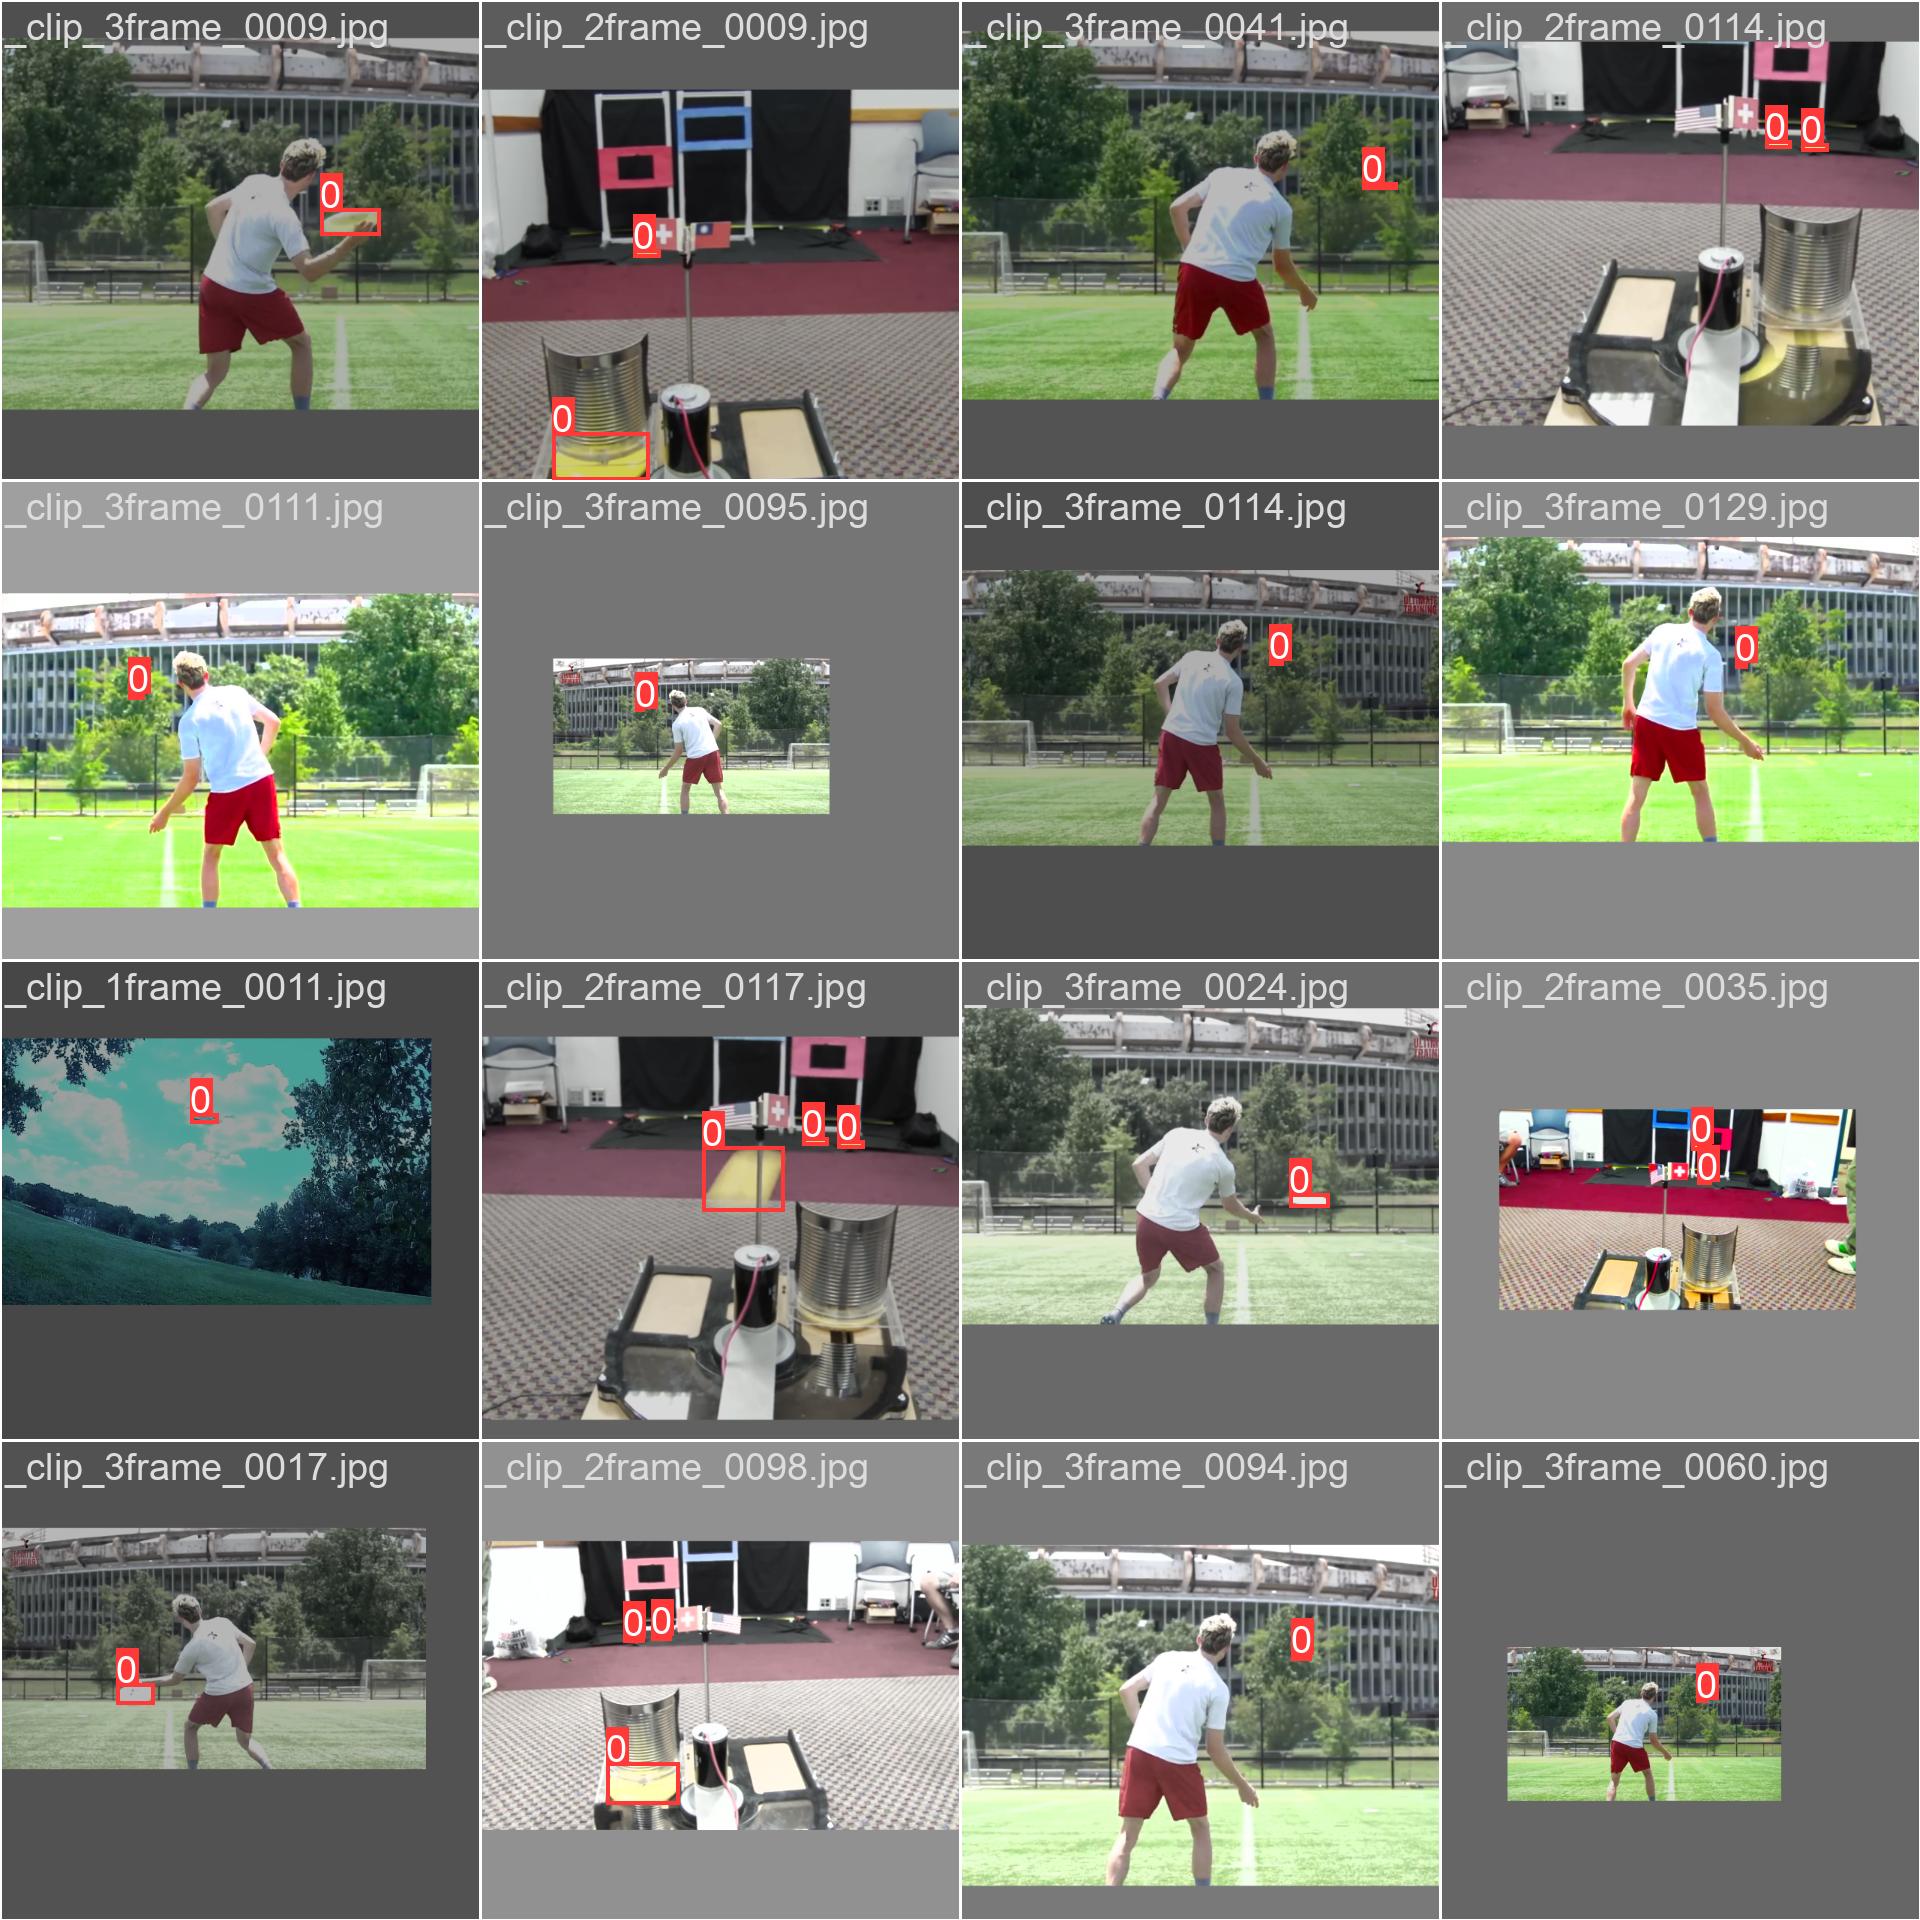 _clip_3frame_0009.jpg
_clip_2frame_0009.jpg
_clip_3frame_0041.jpg
_clip_2frame_0114.jpg
0
0
0
0
0 0
_clip_3frame_0111.jpg
_clip_3frame_0095.jpg
_clip_3frame_0114.jpg
_clip_3frame_0129.jpg
0
0
0
ULTIMATE
TRAINING
0
_clip_1frame_0011.jpg
_clip_2frame_0117.jpg
_clip_3frame_0024.jpg
_clip_2frame_0035.jpg
0
0
0
0
0
0
0
_clip_3frame_0017.jpg
_clip_2frame_0098.jpg
_clip_3frame_0094.jpg
_clip_3frame_0060.jpg
0
0 0
0
0
0